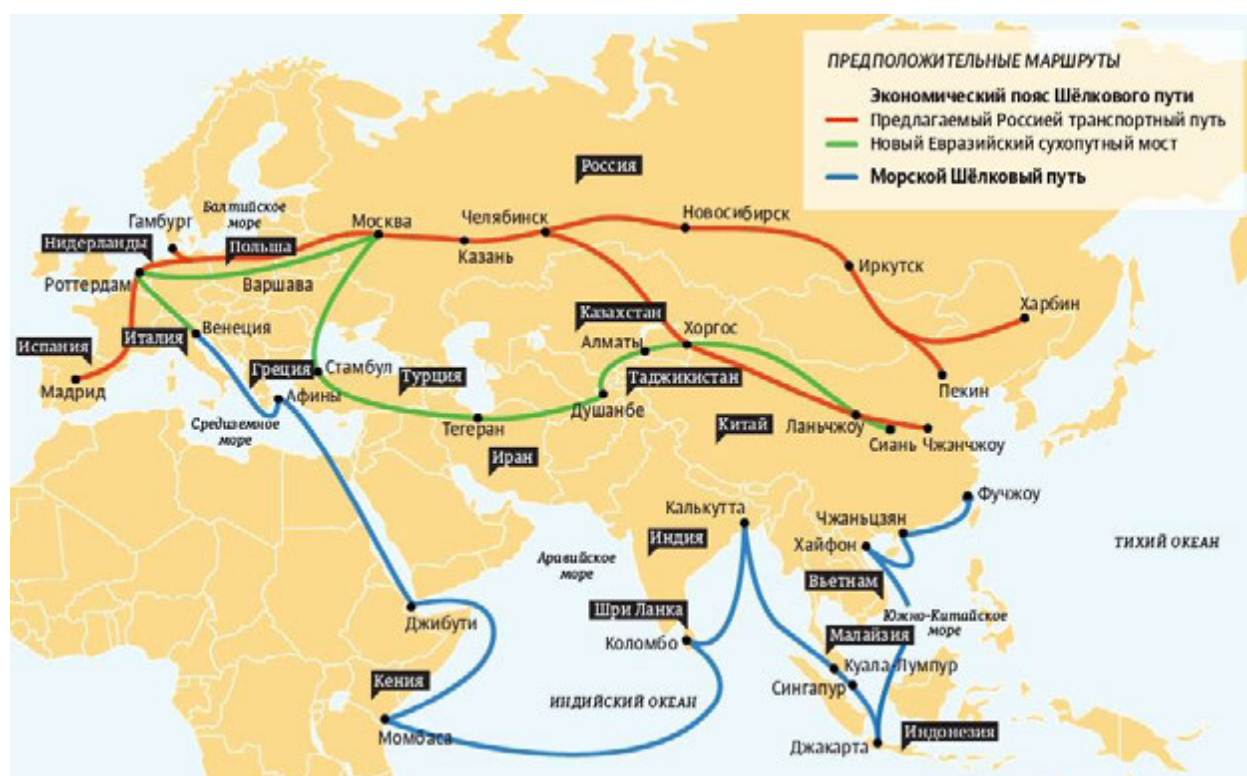 ПРЕДПОЛОЖИТЕЛЬНЫЕ МАРШРУТЫ
Экономический пояс Шёлкового пути
Предлагаемый Россией транспортный путь
Новый Евразийский сухопутный мост
Морской Шёлковый путь
Россия
Балтийское
море
Гамбург
Москва
Челябинск
Новосибирск
Нидерланды
Польша
Казань
Иркутск
Роттердам
Варшава
Харбин
Казахстан
Италия
Венеция
Хоргос
Испания
Алматы
Греция
Стамбул
Турция
Таджикистан
Мадрид
Афины
Пекин
Душанбе
Средиземное
море
Тегеран
Китай
Ланьчжоу
Сиань
Чжэнчжоу
Иран
Фучжоу
Калькутта
Чжаньцзян
Индия
Хайфон
ТИХИЙ ОКЕАН
Аравийское
море
Вьетнам
Шри Ланка
Южно-Китайское
море
Джибути
Коломбо
Малайзия
Куала-Лумпур
Кения
Сингапур
ИНДИЙСКИЙ ОКЕАН
Момбаса
Джакарта
Индонезия